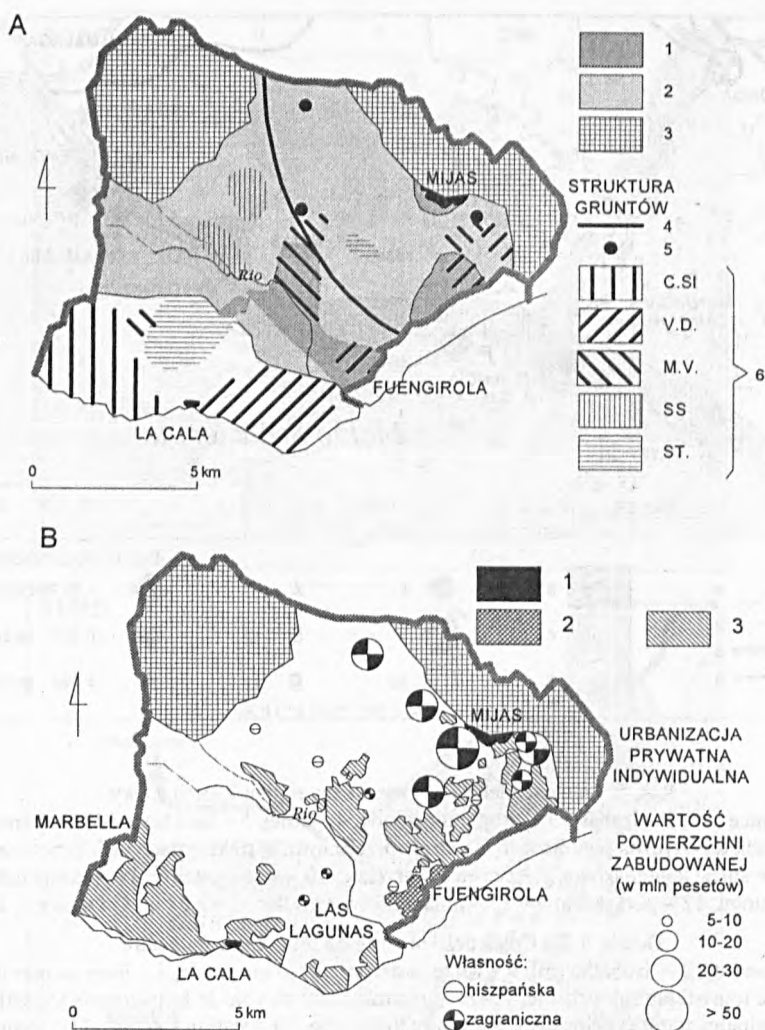 A
1
2
3
MIJAS
STRUKTURA
GRUNTÓW
4
5
Rio
C.SI
V.D.
M.V.
6
SS
ST.
FUENGIROLA
LA CALA
0 5 km
B
1
2 3
MIJAS
URBANIZACJA
PRYWATNA
INDYWIDUALNA
Rio
MARBELLA
WARTOŚĆ
POWIERZCHNI
ZABUDOWANEJ
(w mln pesetów)
FUENGIROLA
LAS
LAGUNAS
5-10
10-20
LA CALA
Własność:
20-30
hiszpańska
zagraniczna
> 50
0 5 km